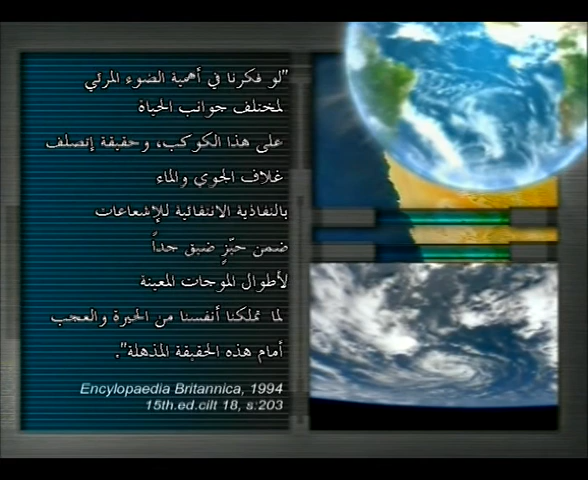 "لو فكرنا في أهمية الضوء المرئي
لمختلف جوانب الحياة
على هذا الكوكب، وحقيقة إتصلف
غلاف الجوي والماء
بالنفاذية الانتقائية للإشعاعات
ضمن حيّزٍ ضيق جداً
لأطوال الموجات المعينة
لما تملكنا أنفسنا من الحيرة والعجب
أمام هذه الحقيقة المذهلة".
Encylopaedia Britannica, 1994
15th.ed.cilt 18, s:203